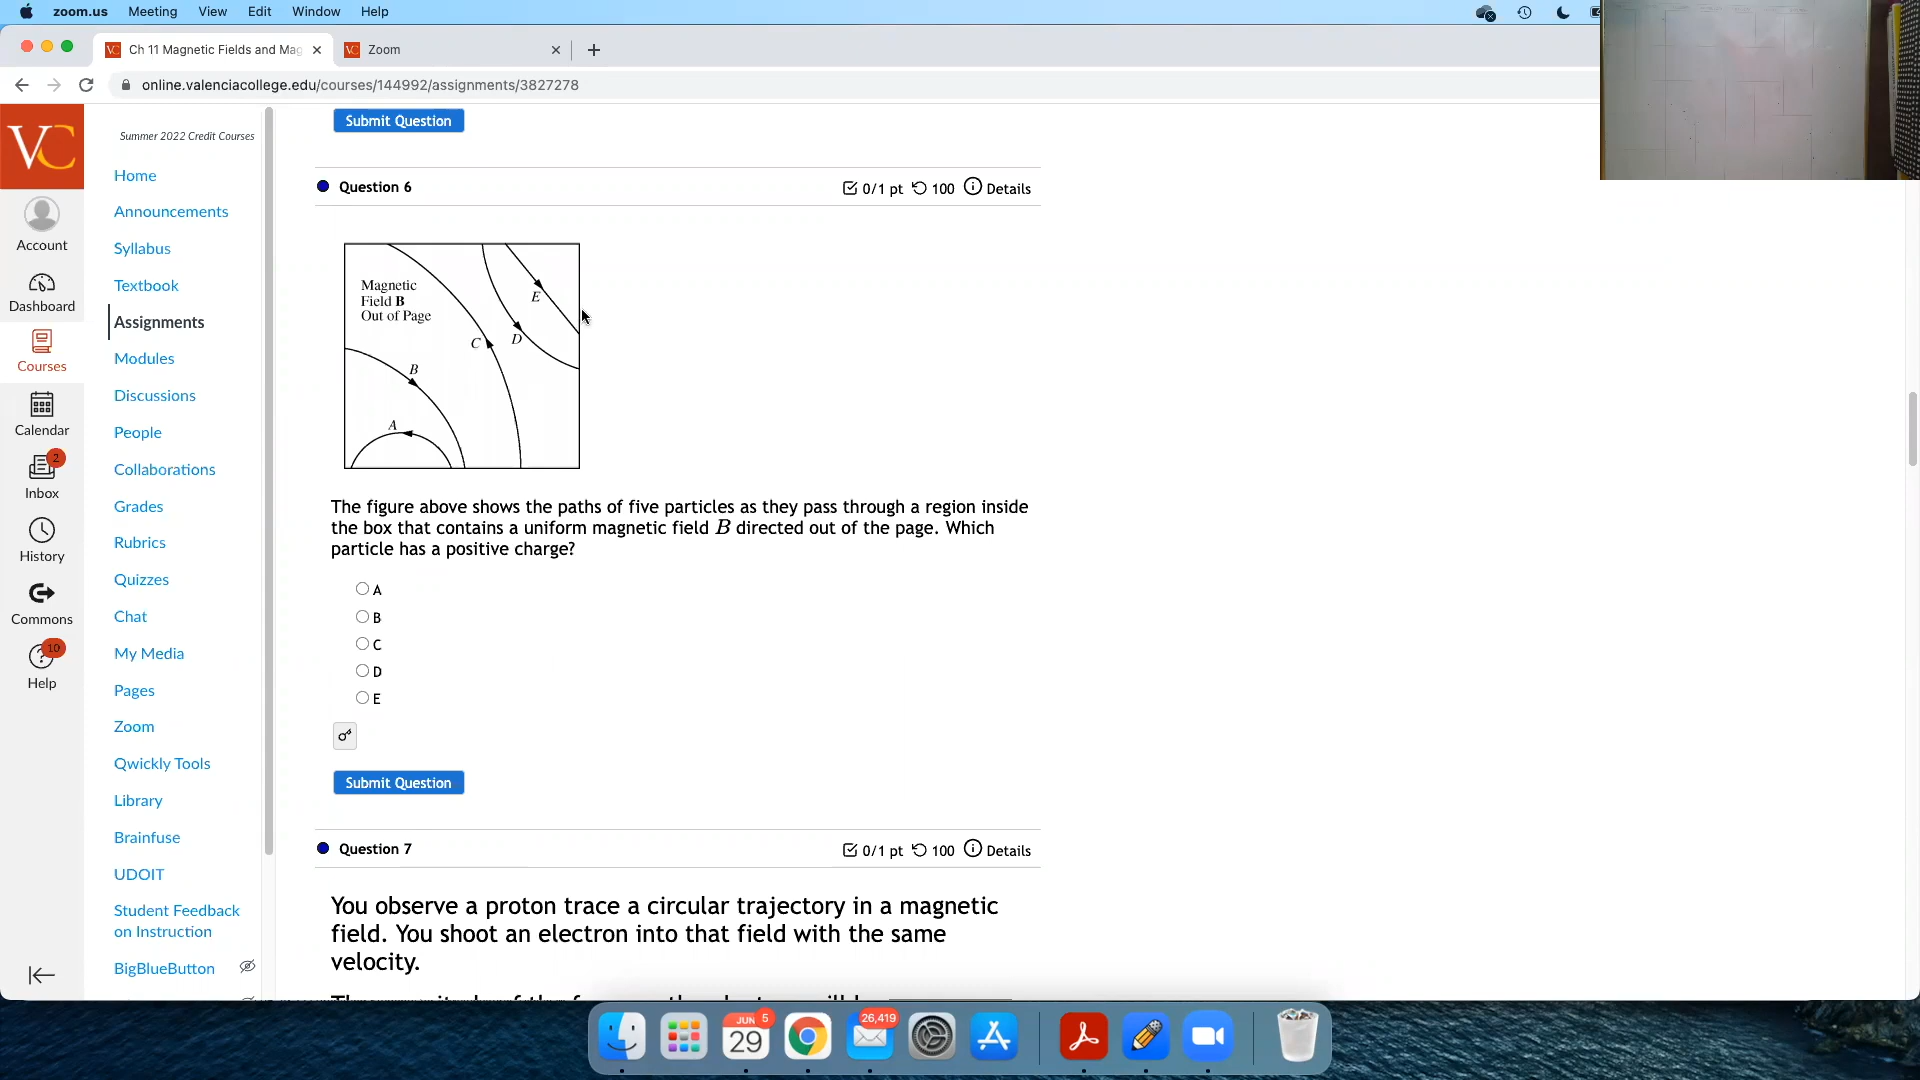 zoom.us Meeting View Edit Window Help
Ch 11 Magnetic Fields and Mag
Zoom
online.valenciacollege.edu/courses/144992/assignments/3827278
VC
Account
Dashboard
Courses
Calendar
2
Inbox
History
Commons
10
Help
Summer 2022 Credit Courses
Home
Announcements
Syllabus
Textbook
Assignments
Modules
Discussions
People
Collaborations
Grades
Rubrics
Quizzes
Chat
My Media
Pages
Zoom
Qwickly Tools
Library
Brainfuse
UDOIT
Student Feedback
on Instruction
BigBlueButton
Submit Question
Question 6
0/1 pt 100 Details
Magnetic
Field B
Out of Page
E
D
C
B
A
The figure above shows the paths of five particles as they pass through a region inside
the box that contains a uniform magnetic field B directed out of the page. Which
particle has a positive charge?
A
B
C
D
E
Submit Question
Question 7
0/1 pt 100 Details
You observe a proton trace a circular trajectory in a magnetic
field. You shoot an electron into that field with the same
velocity.
JUN 5
29
26,419